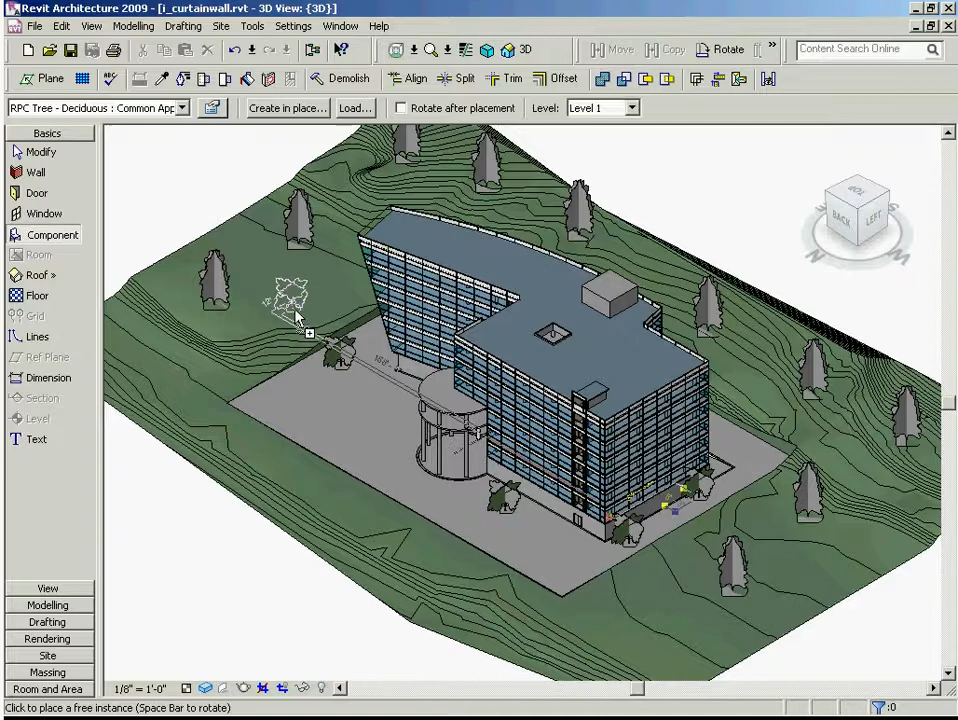 Revit Architecture 2009 - [i_curtainwall.rvt - 3D View: {3D}]
File Edit View Modelling Drafting Site Tools Settings Window Help
3D Move Copy Rotate » Content Search Online
Plane Demolish Align Split Trim Offset
RPC Tree - Deciduous : Common App Create in place... Load... Rotate after placement Level: Level 1
Basics
Modify
Wall
Door
Window
Component
Room
Roof »
Floor
Grid
Lines
Ref Plane
Dimension
Section
Level
Text
View
Modelling
Drafting
Rendering
Site
Massing
Room and Area
TOP
BACK
LEFT
1/8" = 1'-0"
Click to place a free instance (Space Bar to rotate)
:0